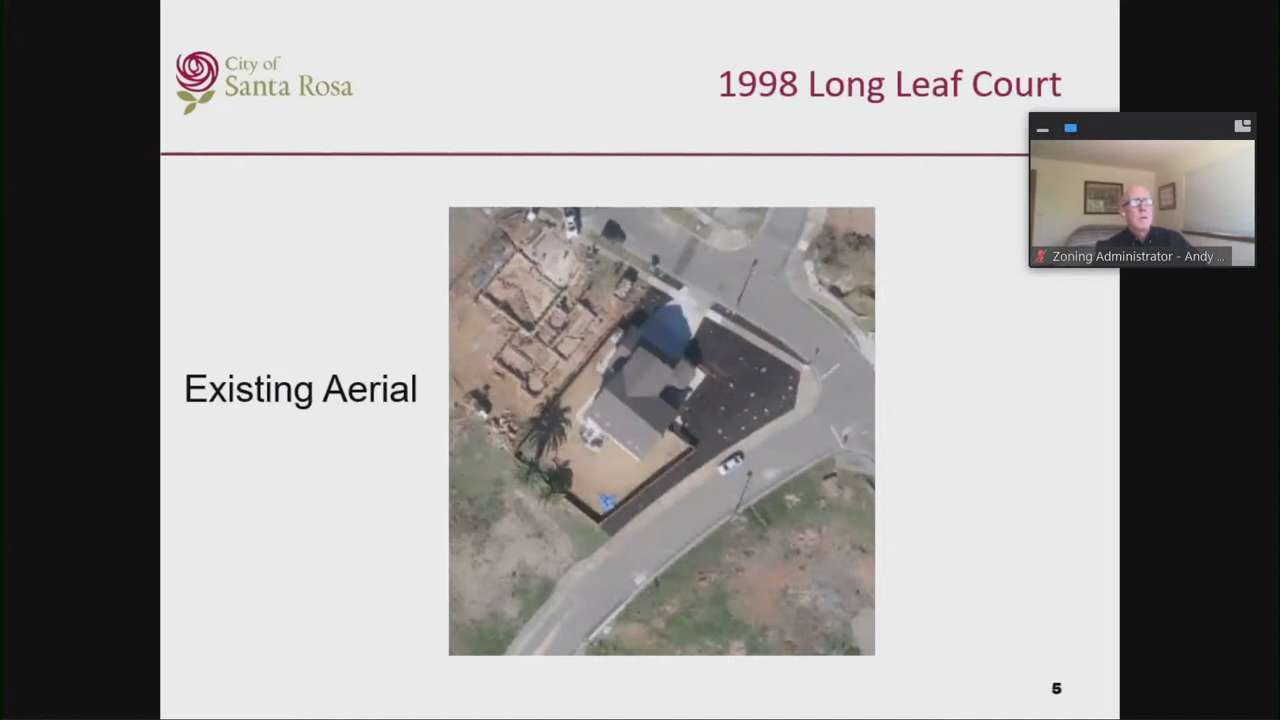 City of
Santa Rosa
1998 Long Leaf Court
Zoning Administrator - Andy ...
Existing Aerial
5